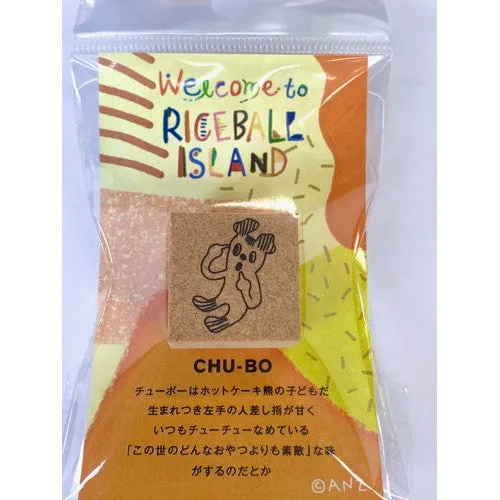 Welcome to
RICEBALL
ISLAND
CHU-BO
チューボーはホットケーキ熊の子どもだ
生まれつき左手の人差し指が甘く
いつもチューチューなめている
「この世のどんなおやつよりも素敵」な味
がするのだとか